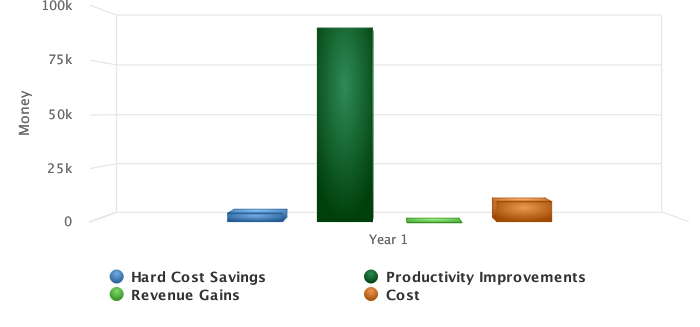 100k
75k
50k
25k
0
Money
Year 1
Hard Cost Savings
Productivity Improvements
Revenue Gains
Cost